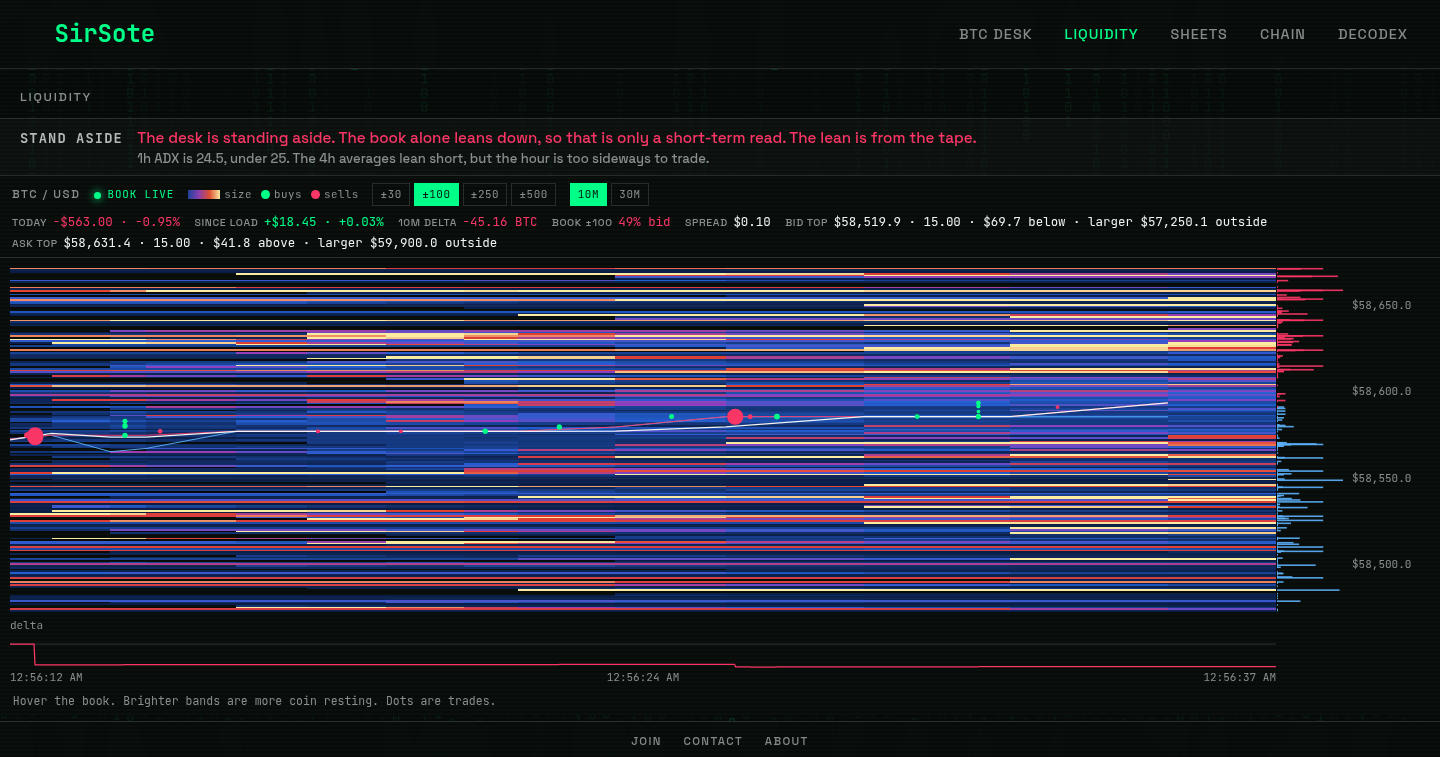 SirSote
BTC DESK LIQUIDITY SHEETS CHAIN DECODEX
LIQUIDITY
STAND ASIDE The desk is standing aside. The book alone leans down, so that is only a short-term read. The lean is from the tape.
1h ADX is 24.5, under 25. The 4h averages lean short, but the hour is too sideways to trade.
BTC / USD BOOK LIVE size buys sells ±30 ±100 ±250 ±500 10M 30M
TODAY -$563.00 · -0.95% SINCE LOAD +$18.45 · +0.03% 10M DELTA -45.16 BTC BOOK ±100 49% bid SPREAD $0.10 BID TOP $58,519.9 · 15.00 · $69.7 below · larger $57,250.1 outside
ASK TOP $58,631.4 · 15.00 · $41.8 above · larger $59,900.0 outside
$58,650.0
$58,600.0
$58,550.0
$58,500.0
delta
12:56:12 AM 12:56:24 AM 12:56:37 AM
Hover the book. Brighter bands are more coin resting. Dots are trades.
JOIN CONTACT ABOUT